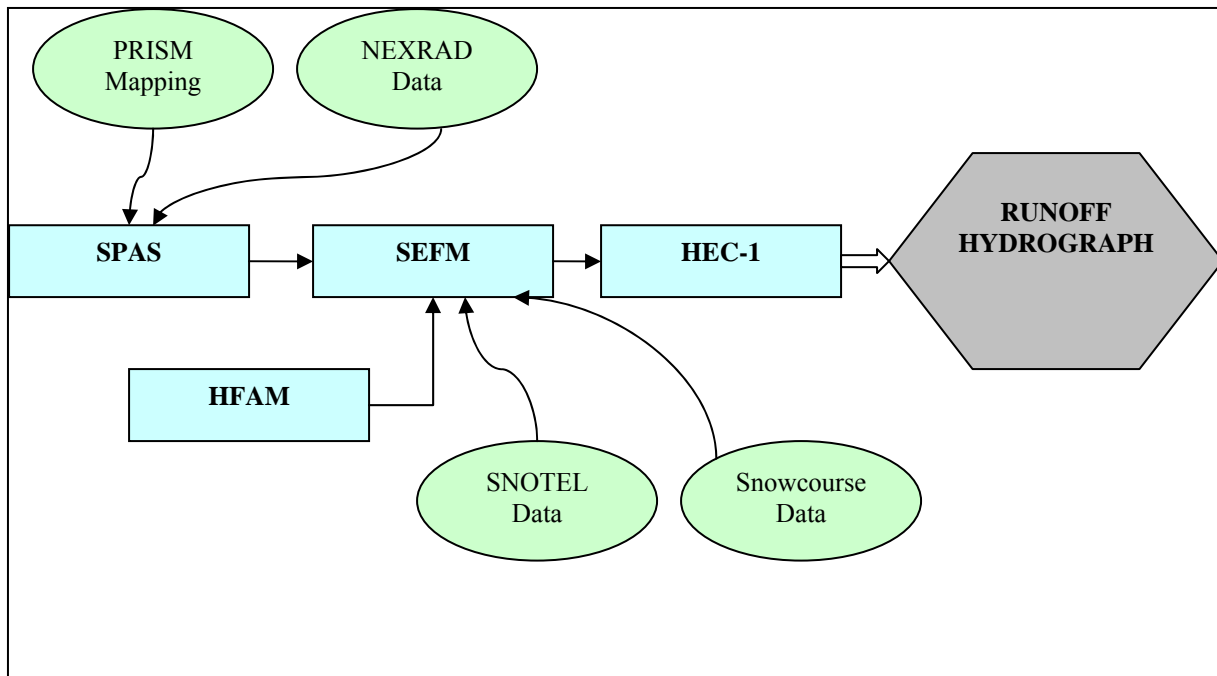 PRISM
Mapping
NEXRAD
Data
SPAS
SEFM
HEC-1
RUNOFF
HYDROGRAPH
HFAM
SNOTEL
Data
Snowcourse
Data